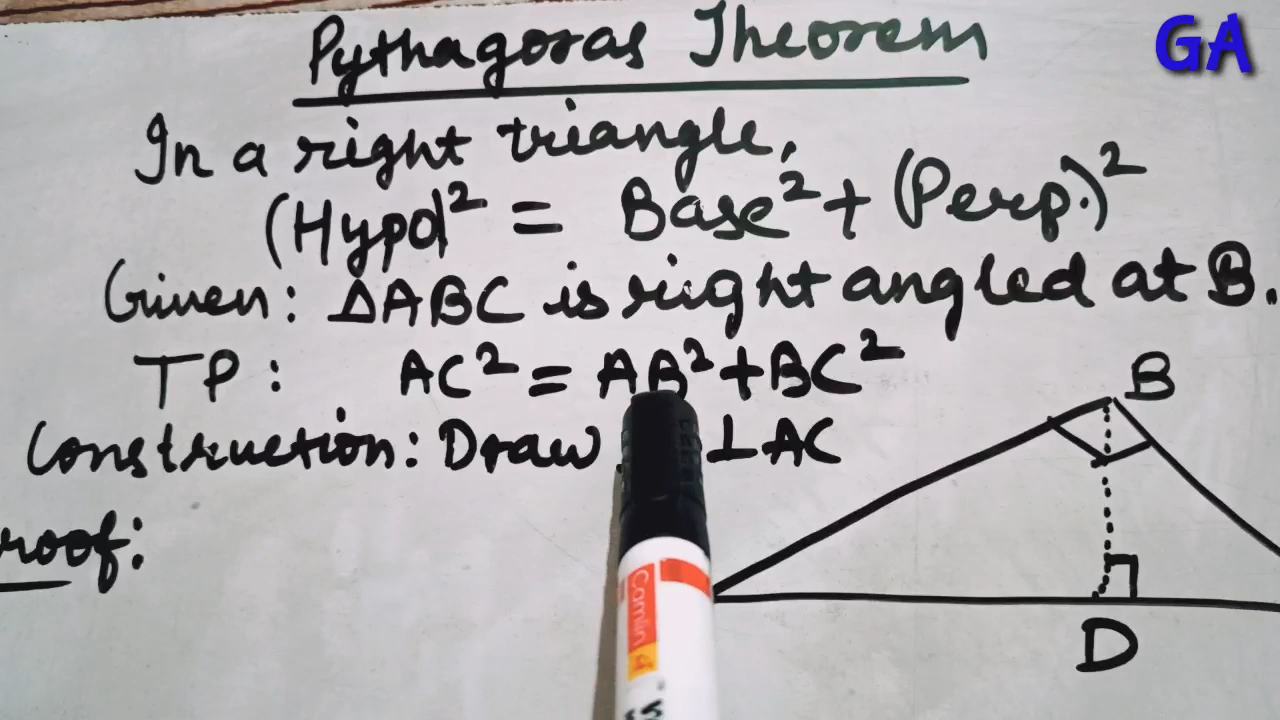 Pythagoras Theorem
GA
In a right triangle,
(Hypo)² = Base² + (Perp.)²
Given: ΔABC is right angled at B.
TP: AC² = AB² + BC²
Construction: Draw ⊥ AC
roof:
B
D
Camlin